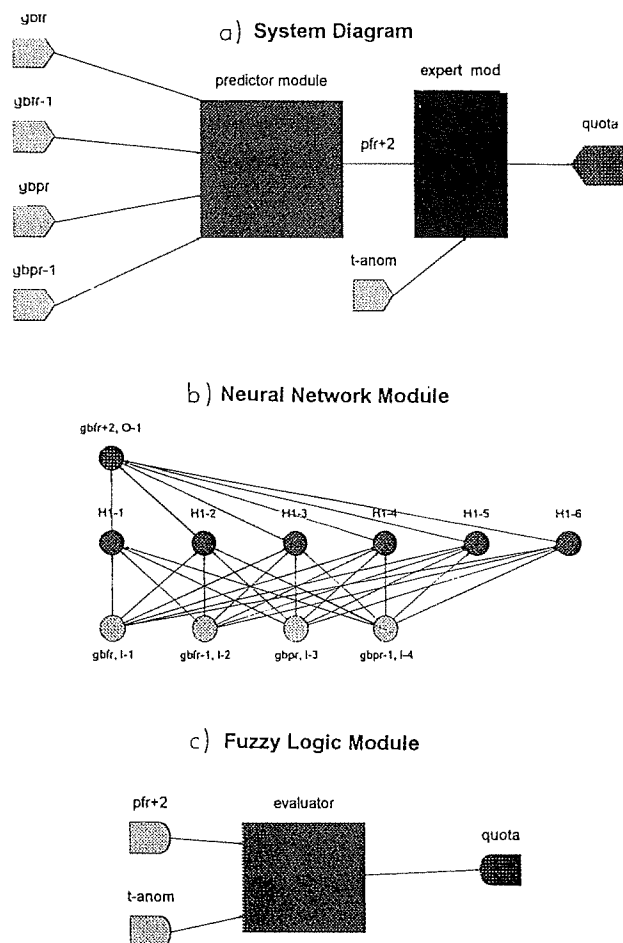 gbfr
a) System Diagram
predictor module
expert mod
gbfr-1
pfr+2
quota
gbpr
t-anom
gbpr-1
b) Neural Network Module
gbfr+2, O-1
H1-1 H1-2 H1-3 H1-4 H1-5 H1-6
gbfr, I-1 gbfr-1, I-2 gbpr, I-3 gbpr-1, I-4
c) Fuzzy Logic Module
pfr+2
evaluator
quota
t-anom